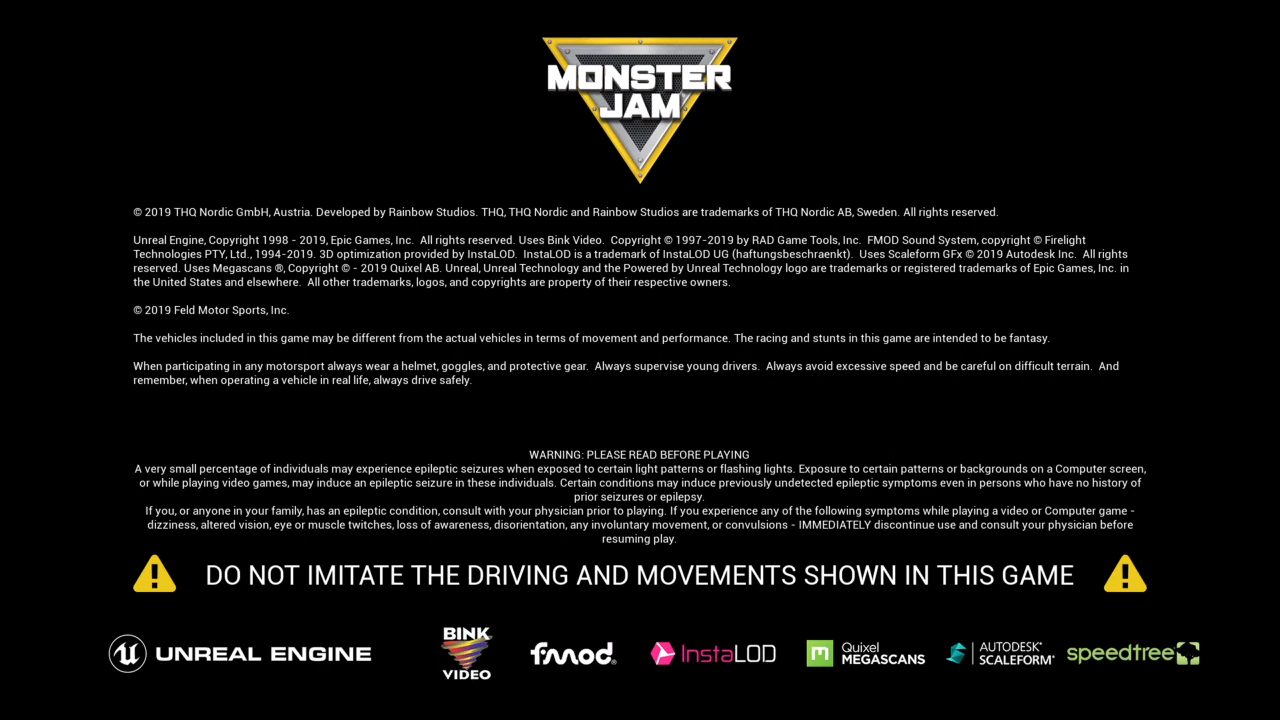 MONSTER
JAM
© 2019 THQ Nordic GmbH, Austria. Developed by Rainbow Studios. THQ, THQ Nordic and Rainbow Studios are trademarks of THQ Nordic AB, Sweden. All rights reserved.
Unreal Engine, Copyright 1998 - 2019, Epic Games, Inc.  All rights reserved. Uses Bink Video.  Copyright © 1997-2019 by RAD Game Tools, Inc.  FMOD Sound System, copyright © Firelight
Technologies PTY, Ltd., 1994-2019. 3D optimization provided by InstaLOD.  InstaLOD is a trademark of InstaLOD UG (haftungsbeschraenkt).  Uses Scaleform GFx © 2019 Autodesk Inc.  All rights
reserved. Uses Megascans ®, Copyright © - 2019 Quixel AB. Unreal, Unreal Technology and the Powered by Unreal Technology logo are trademarks or registered trademarks of Epic Games, Inc. in
the United States and elsewhere.  All other trademarks, logos, and copyrights are property of their respective owners.
© 2019 Feld Motor Sports, Inc.
The vehicles included in this game may be different from the actual vehicles in terms of movement and performance. The racing and stunts in this game are intended to be fantasy.
When participating in any motorsport always wear a helmet, goggles, and protective gear.  Always supervise young drivers.  Always avoid excessive speed and be careful on difficult terrain.  And
remember, when operating a vehicle in real life, always drive safely.
WARNING: PLEASE READ BEFORE PLAYING
A very small percentage of individuals may experience epileptic seizures when exposed to certain light patterns or flashing lights. Exposure to certain patterns or backgrounds on a Computer screen,
or while playing video games, may induce an epileptic seizure in these individuals. Certain conditions may induce previously undetected epileptic symptoms even in persons who have no history of
prior seizures or epilepsy.
If you, or anyone in your family, has an epileptic condition, consult with your physician prior to playing. If you experience any of the following symptoms while playing a video or Computer game -
dizziness, altered vision, eye or muscle twitches, loss of awareness, disorientation, any involuntary movement, or convulsions - IMMEDIATELY discontinue use and consult your physician before
resuming play.
DO NOT IMITATE THE DRIVING AND MOVEMENTS SHOWN IN THIS GAME
UNREAL ENGINE
BINK
VIDEO
fmod®
InstaLOD
Quixel
MEGASCANS
AUTODESK®
SCALEFORM®
speedtree